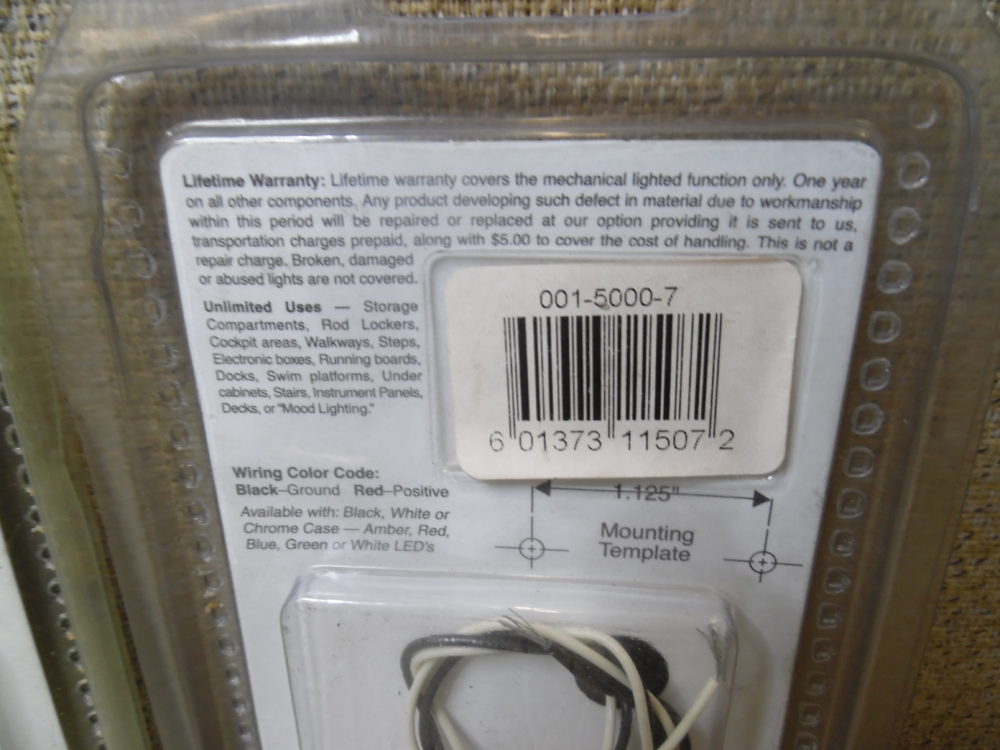 Lifetime Warranty: Lifetime warranty covers the mechanical lighted function only. One year
on all other components. Any product developing such defect in material due to workmanship
within this period will be repaired or replaced at our option providing it is sent to us,
transportation charges prepaid, along with $5.00 to cover the cost of handling. This is not a
repair charge. Broken, damaged
or abused lights are not covered.
Unlimited Uses — Storage
Compartments, Rod Lockers,
Cockpit areas, Walkways, Steps,
Electronic boxes, Running boards,
Docks, Swim platforms, Under
cabinets, Stairs, Instrument Panels,
Decks, or "Mood Lighting."
001-5000-7
6 01373 11507 2
Wiring Color Code:
Black–Ground Red–Positive
Available with: Black, White or
Chrome Case — Amber, Red,
Blue, Green or White LED's
1.125"
Mounting
Template